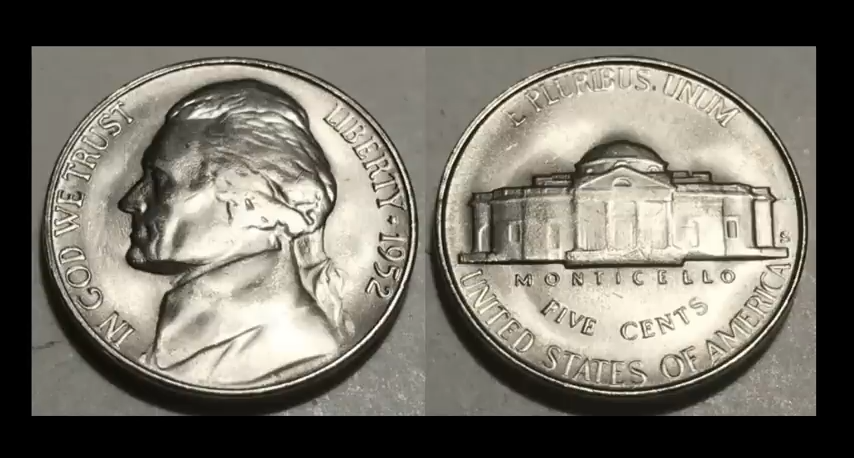 IN GOD WE TRUST
LIBERTY ★ 1952
E PLURIBUS UNUM
MONTICELLO
FIVE CENTS
UNITED STATES OF AMERICA
S